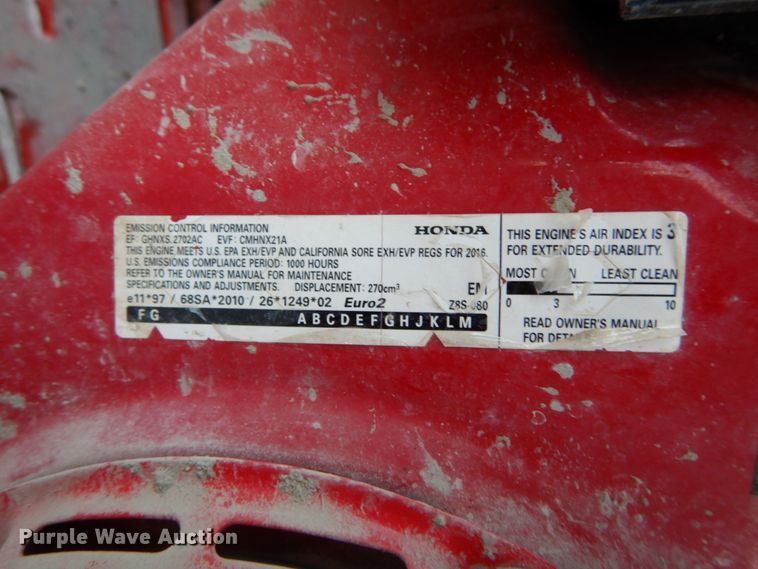 EMISSION CONTROL INFORMATION
HONDA
EF: GHNXS.2702AC EVF: CMHNX21A
THIS ENGINE MEETS U.S. EPA EXH/EVP AND CALIFORNIA SORE EXH/EVP REGS FOR 2016.
U.S. EMISSIONS COMPLIANCE PERIOD: 1000 HOURS
REFER TO THE OWNER'S MANUAL FOR MAINTENANCE
SPECIFICATIONS AND ADJUSTMENTS. DISPLACEMENT: 270cm³ EM
e11*97 / 68SA*2010 / 26*1249*02 Euro2
FG ABCDEFGHJKLM
THIS ENGINE'S AIR INDEX IS 3
FOR EXTENDED DURABILITY.
MOST LEAST CLEAN
0 3 10
READ OWNER'S MANUAL
FOR
Purple Wave Auction